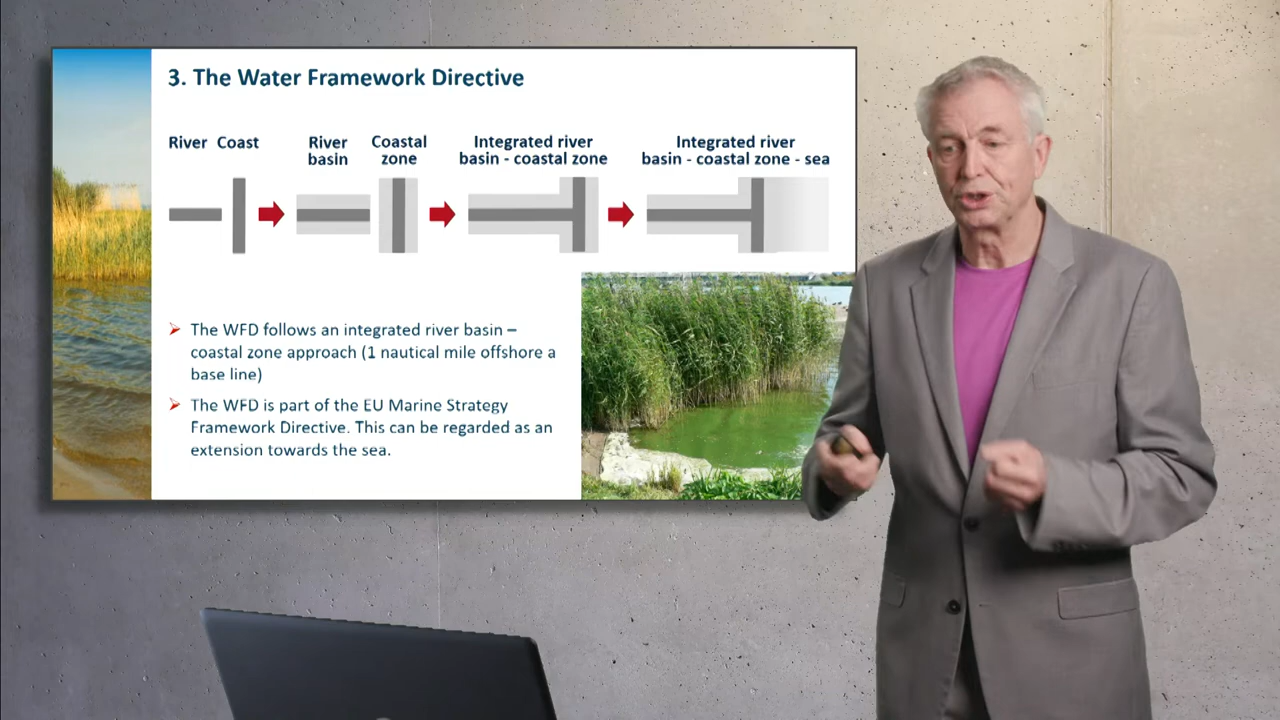 3. The Water Framework Directive
River Coast
River basin
Coastal zone
Integrated river
basin - coastal zone
Integrated river
basin - coastal zone - sea
The WFD follows an integrated river basin –
coastal zone approach (1 nautical mile offshore a
base line)
The WFD is part of the EU Marine Strategy
Framework Directive. This can be regarded as an
extension towards the sea.